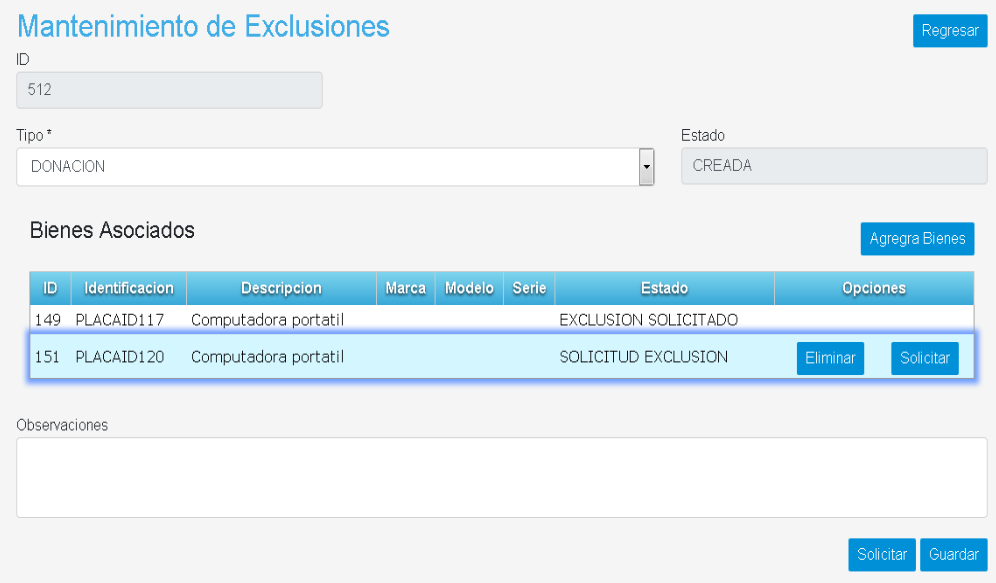 Mantenimiento de Exclusiones
Regresar
ID
512
Tipo *
Estado
DONACION
CREADA
Bienes Asociados
Agregra Bienes
ID Identificacion Descripcion Marca Modelo Serie Estado Opciones
149 PLACAID117 Computadora portatil EXCLUSION SOLICITADO
151 PLACAID120 Computadora portatil SOLICITUD EXCLUSION Eliminar Solicitar
Observaciones
Solicitar Guardar